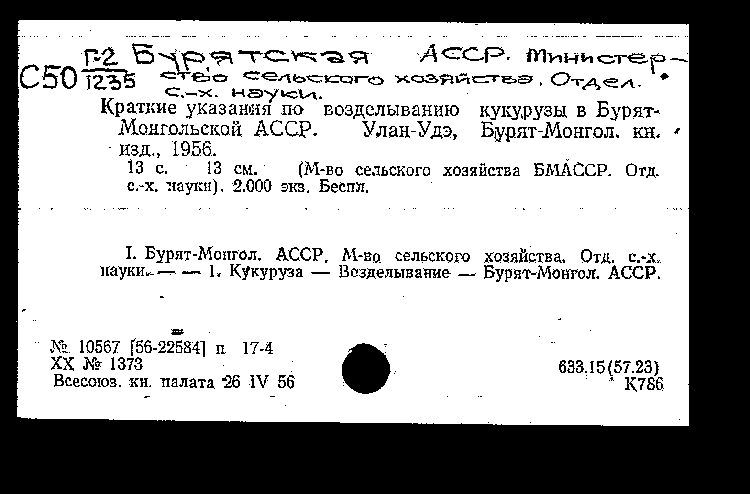 Г-2 Бурятская АССР. Министер-
С50 1235 ство сельского хозяйства. Отдел.
с.-х. науки.
Краткие указания по возделыванию кукурузы в Бурят-
Монгольской АССР. Улан-Удэ, Бурят-Монгол. кн.
изд., 1956.
13 с. 13 см. (М-во сельского хозяйства БМАССР. Отд.
с.-х. науки). 2.000 экз. Беспл.
I. Бурят-Монгол. АССР. М-во сельского хозяйства. Отд. с.-х.
науки. — — 1. Кукуруза — Возделывание — Бурят-Монгол. АССР.
№ 10567 [56-22584] п 17-4
XX № 1373
633.15(57.23)
Всесоюз. кн. палата 26 IV 56
К786